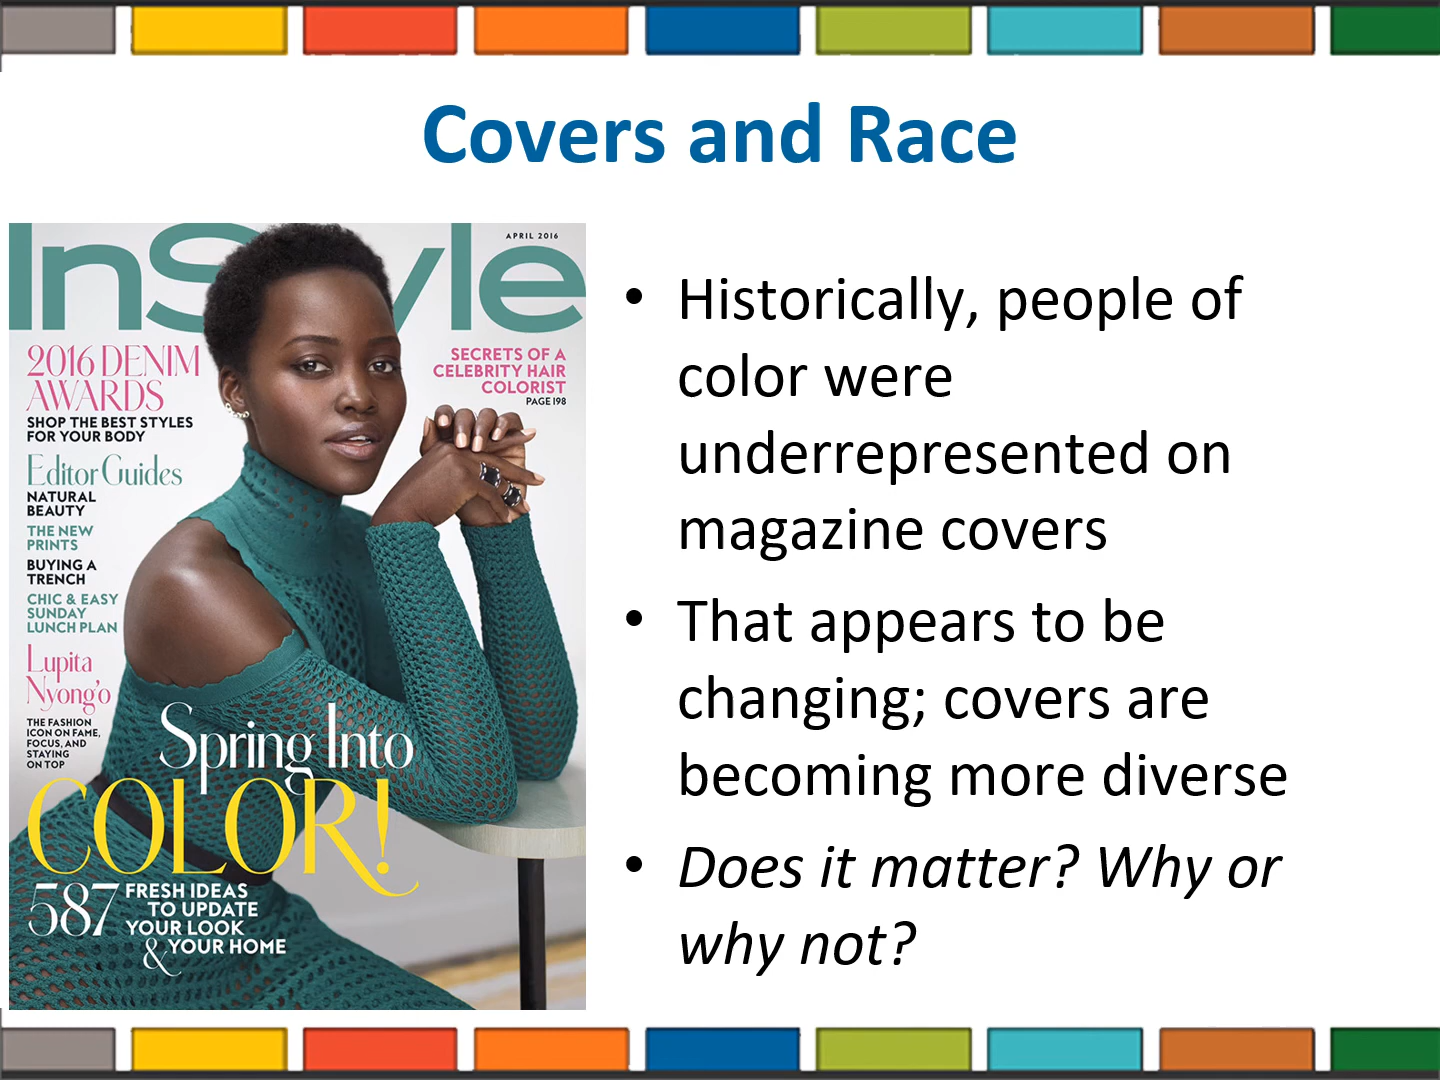 Covers and Race
InStyle
APRIL 2016
2016 DENIM
AWARDS
SHOP THE BEST STYLES
FOR YOUR BODY
Editor Guides
NATURAL
BEAUTY
THE NEW
PRINTS
BUYING A
TRENCH
CHIC & EASY
SUNDAY
LUNCH PLAN
Lupita
Nyong'o
THE FASHION
ICON ON FAME,
FOCUS, AND
STAYING
ON TOP
SECRETS OF A
CELEBRITY HAIR
COLORIST
PAGE 198
Spring Into
COLOR!
587 FRESH IDEAS
TO UPDATE
YOUR LOOK
& YOUR HOME
• Historically, people of
color were
underrepresented on
magazine covers
• That appears to be
changing; covers are
becoming more diverse
• Does it matter? Why or
why not?